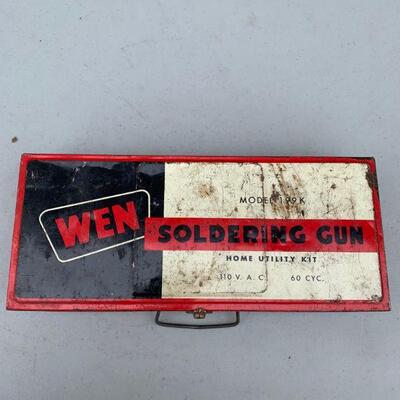 WEN
MODEL 199K
SOLDERING GUN
HOME UTILITY KIT
110 V. A. C. 60 CYC.